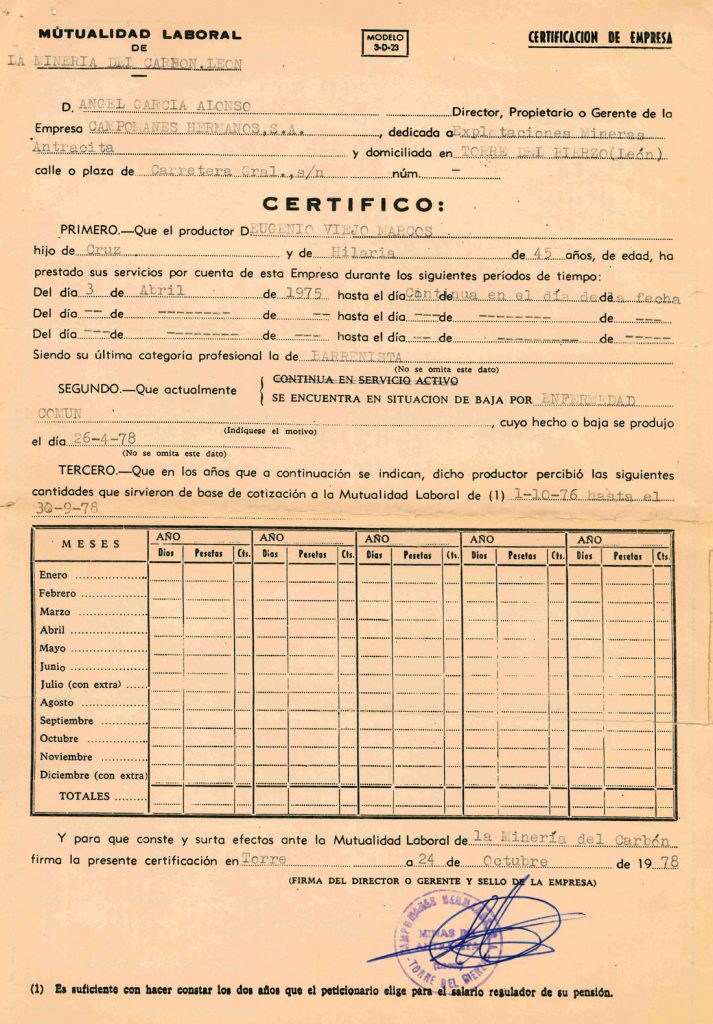 MÚTUALIDAD LABORAL
DE
LA MINERIA DEL CARBON.LEON
MODELO
3-D-23
CERTIFICACION DE EMPRESA
D. ANGEL GARCIA ALONSO Director, Propietario o Gerente de la
Empresa CAMPOMANES HERMANOS,S.A. , dedicada a Explotaciones Mineras
Antracita y domiciliada en TORRE DEL BIERZO(León)
calle o plaza de Carretera Gral.,s/n núm. -
CERTIFICO:
PRIMERO.—Que el productor D. EUGENIO VIEJO MARCOS
hijo de Cruz y de Hilaria de 45 años, de edad, ha
prestado sus servicios por cuenta de esta Empresa durante los siguientes períodos de tiempo:
Del día 3 de Abril de 1975 hasta el día Continua en el día de la fecha
Del día -- de -------- de -- hasta el día -- de --------- de ---
Del día --- de -------- de --- hasta el día -- de --------- de -----
Siendo su última categoría profesional la de BARRENISTA
(No se omita este dato)
SEGUNDO.—Que actualmente { CONTINUA EN SERVICIO ACTIVO
SE ENCUENTRA EN SITUACION DE BAJA POR ENFERMEDAD
COMUN , cuyo hecho o baja se produjo
(Indíquese el motivo)
el día 26-4-78
(No se omita este dato)
TERCERO.—Que en los años que a continuación se indican, dicho productor percibió las siguientes
cantidades que sirvieron de base de cotización a la Mutualidad Laboral de (1) 1-10-76 hasta el
30-9-78
MESES AÑO AÑO AÑO AÑO AÑO
Días Pesetas Cts. Días Pesetas Cts. Días Pesetas Cts. Días Pesetas Cts. Días Pesetas Cts.
Enero
Febrero
Marzo
Abril
Mayo
Junio
Julio (con extra)
Agosto
Septiembre
Octubre
Noviembre
Diciembre (con extra)
TOTALES
Y para que conste y surta efectos ante la Mutualidad Laboral de la Minería del Carbón
firma la presente certificación en Torre a 24 de Octubre de 1978
(FIRMA DEL DIRECTOR O GERENTE Y SELLO DE LA EMPRESA)
CAMPOMANES HERMANOS
MINAS DE
ANTRACITA
TORRE DEL BIERZO
(1) Es suficiente con hacer constar los dos años que el peticionario elige para el salario regulador de su pensión.